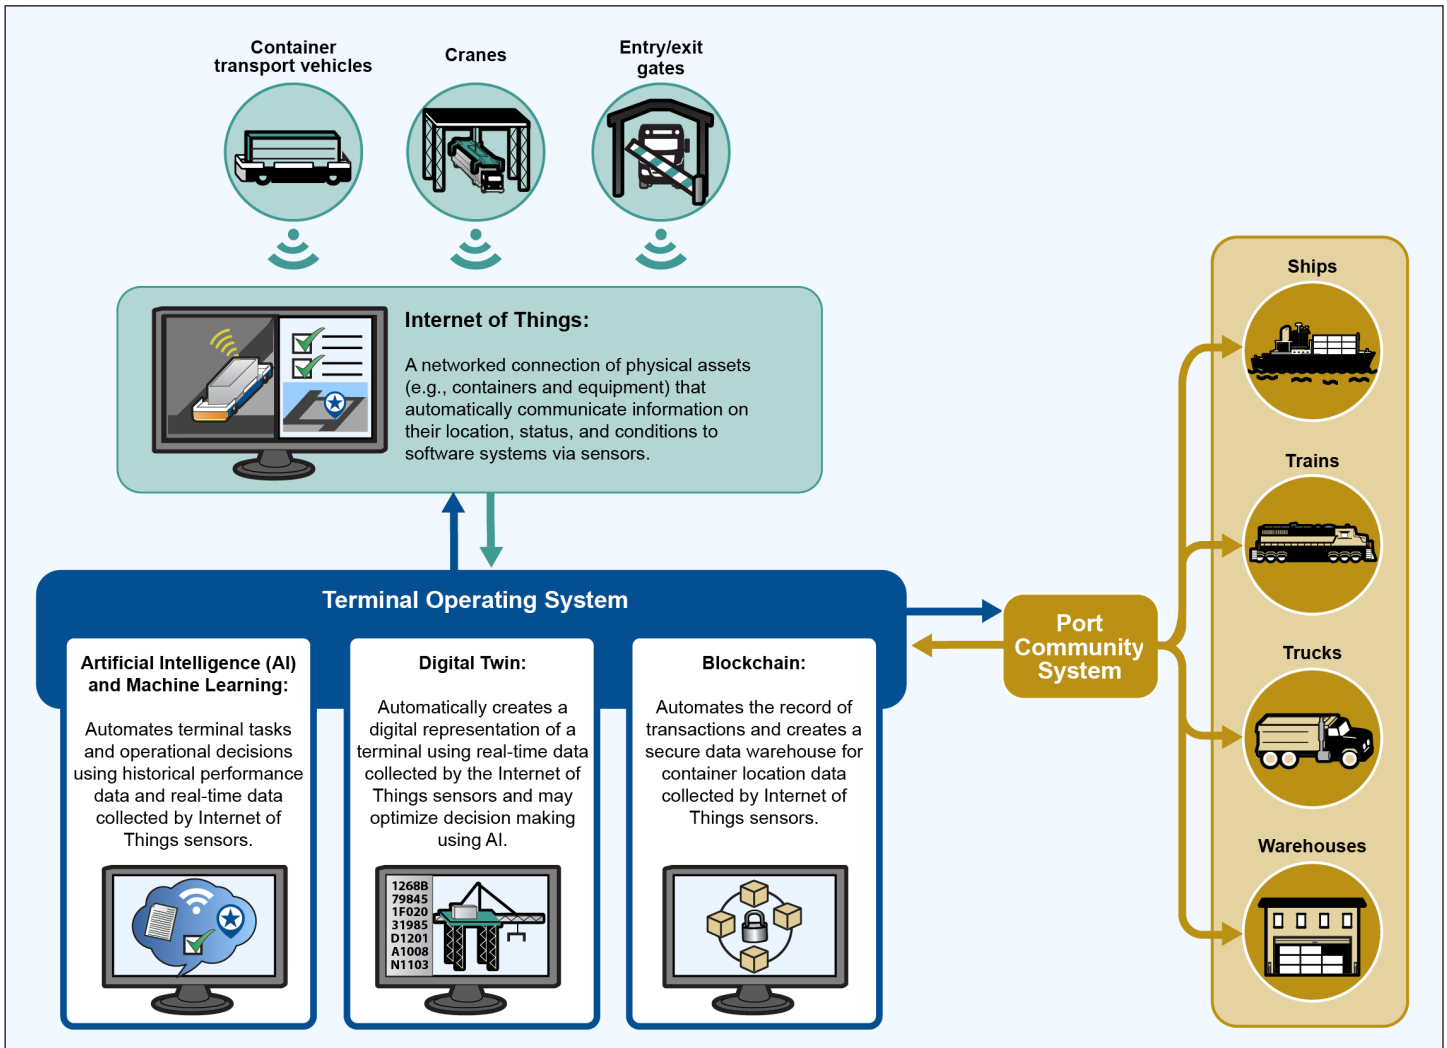 Container
transport vehicles
Cranes
Entry/exit
gates
Internet of Things:
A networked connection of physical assets
(e.g., containers and equipment) that
automatically communicate information on
their location, status, and conditions to
software systems via sensors.
Terminal Operating System
Artificial Intelligence (AI)
and Machine Learning:
Automates terminal tasks
and operational decisions
using historical performance
data and real-time data
collected by Internet of
Things sensors.
Digital Twin:
Automatically creates a
digital representation of a
terminal using real-time data
collected by the Internet of
Things sensors and may
optimize decision making
using AI.
1268B
79845
1F020
31985
D1201
A1008
N1103
Blockchain:
Automates the record of
transactions and creates a
secure data warehouse for
container location data
collected by Internet of
Things sensors.
Port
Community
System
Ships
Trains
Trucks
Warehouses